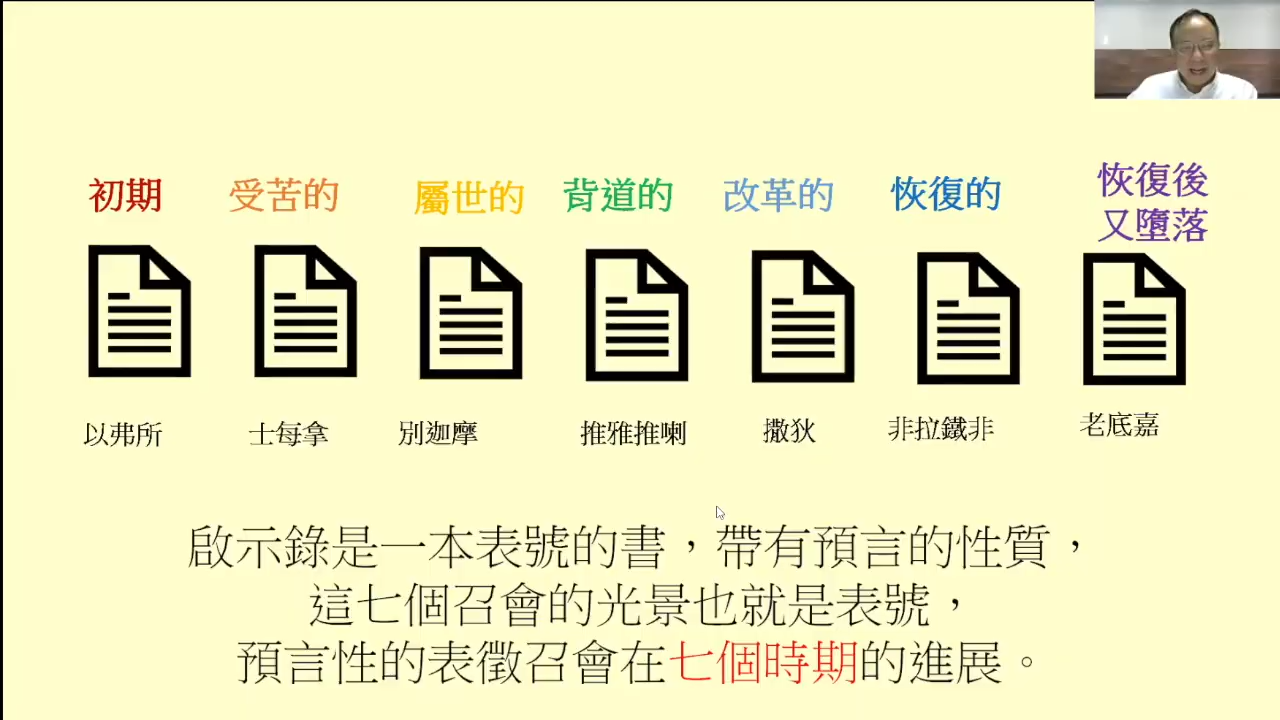 初期 受苦的 屬世的 背道的 改革的 恢復的 恢復後
又墮落
以弗所 士每拿 別迦摩 推雅推喇 撒狄 非拉鐵非 老底嘉
啟示錄是一本表號的書，帶有預言的性質，
這七個召會的光景也就是表號，
預言性的表徵召會在七個時期的進展。